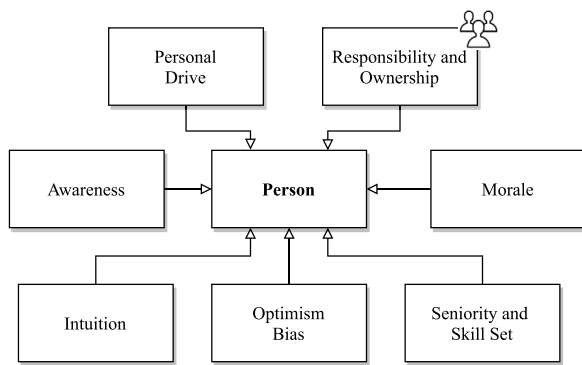 Personal
Drive
Responsibility and
Ownership
Awareness
Person
Morale
Intuition
Optimism
Bias
Seniority and
Skill Set